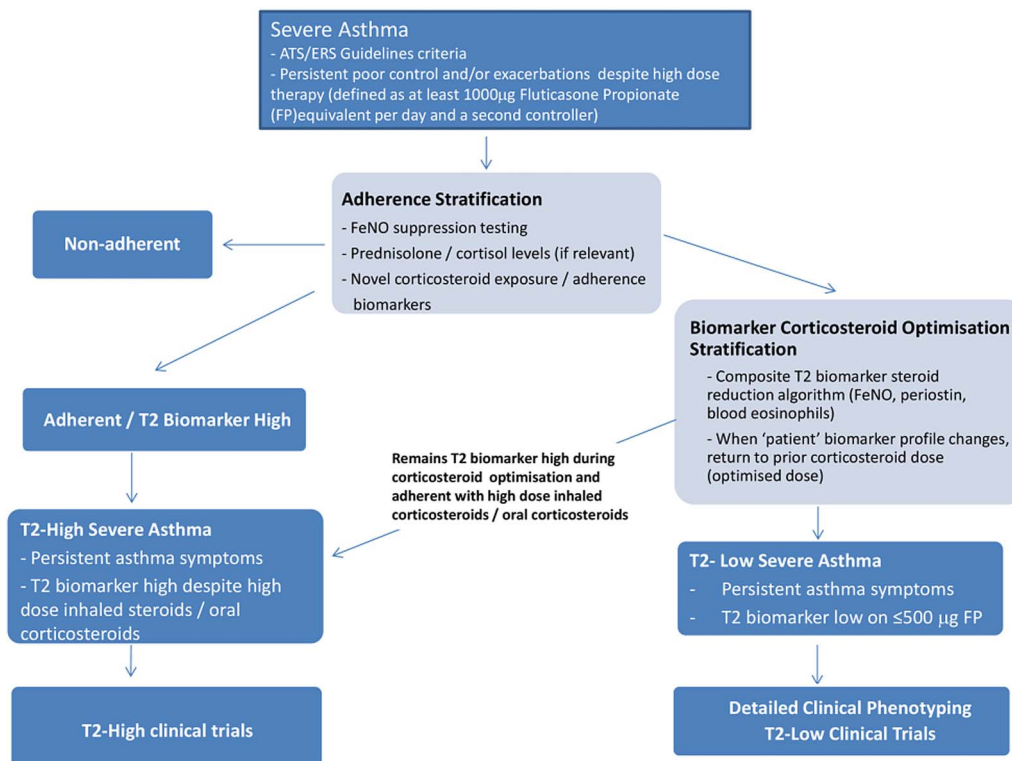 Severe Asthma
- ATS/ERS Guidelines criteria
- Persistent poor control and/or exacerbations despite high dose
therapy (defined as at least 1000µg Fluticasone Propionate
(FP)equivalent per day and a second controller)
Adherence Stratification
- FeNO suppression testing
- Prednisolone / cortisol levels (if relevant)
- Novel corticosteroid exposure / adherence
biomarkers
Non-adherent
Biomarker Corticosteroid Optimisation
Stratification
- Composite T2 biomarker steroid
reduction algorithm (FeNO, periostin,
blood eosinophils)
- When ‘patient’ biomarker profile changes,
return to prior corticosteroid dose
(optimised dose)
Adherent / T2 Biomarker High
Remains T2 biomarker high during
corticosteroid optimisation and
adherent with high dose inhaled
corticosteroids / oral corticosteroids
T2-High Severe Asthma
- Persistent asthma symptoms
- T2 biomarker high despite high
dose inhaled steroids / oral
corticosteroids
T2- Low Severe Asthma
- Persistent asthma symptoms
- T2 biomarker low on ≤500 µg FP
T2-High clinical trials
Detailed Clinical Phenotyping
T2-Low Clinical Trials